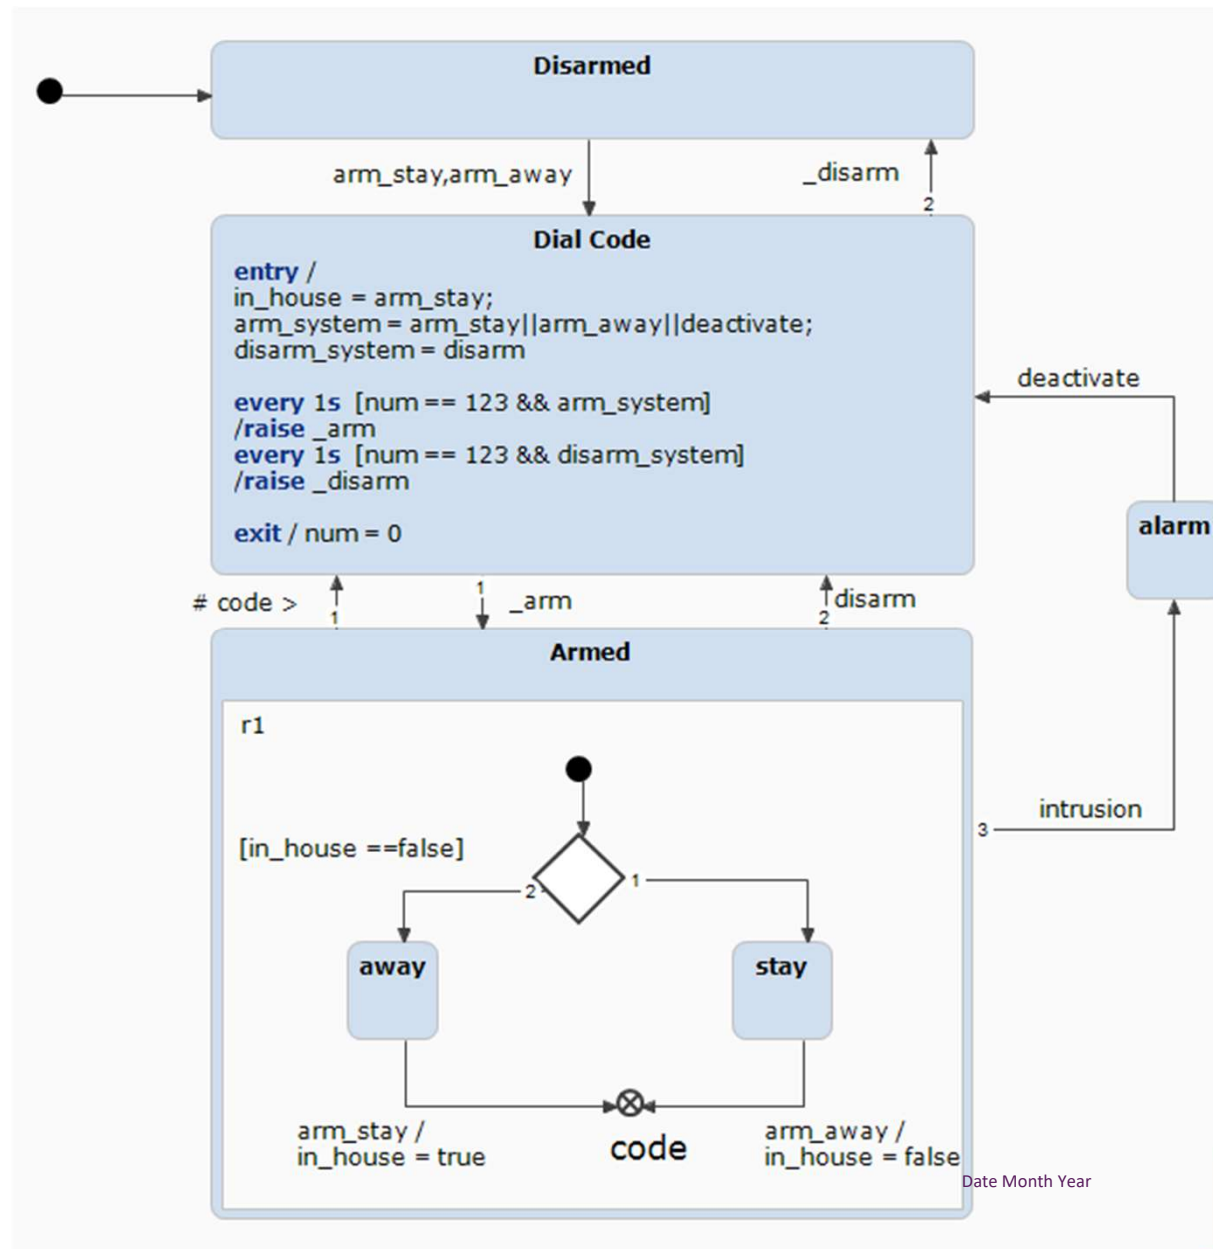 Disarmed
arm_stay,arm_away
_disarm
2
Dial Code
entry /
in_house = arm_stay;
arm_system = arm_stay||arm_away||deactivate;
disarm_system = disarm
every 1s [num == 123 && arm_system]
/raise _arm
every 1s [num == 123 && disarm_system]
/raise _disarm
exit / num = 0
deactivate
alarm
# code >
1
1
_arm
disarm
2
Armed
r1
intrusion
3
[in_house ==false]
2
1
away
stay
arm_stay /
in_house = true
code
arm_away /
in_house = false
Date Month Year